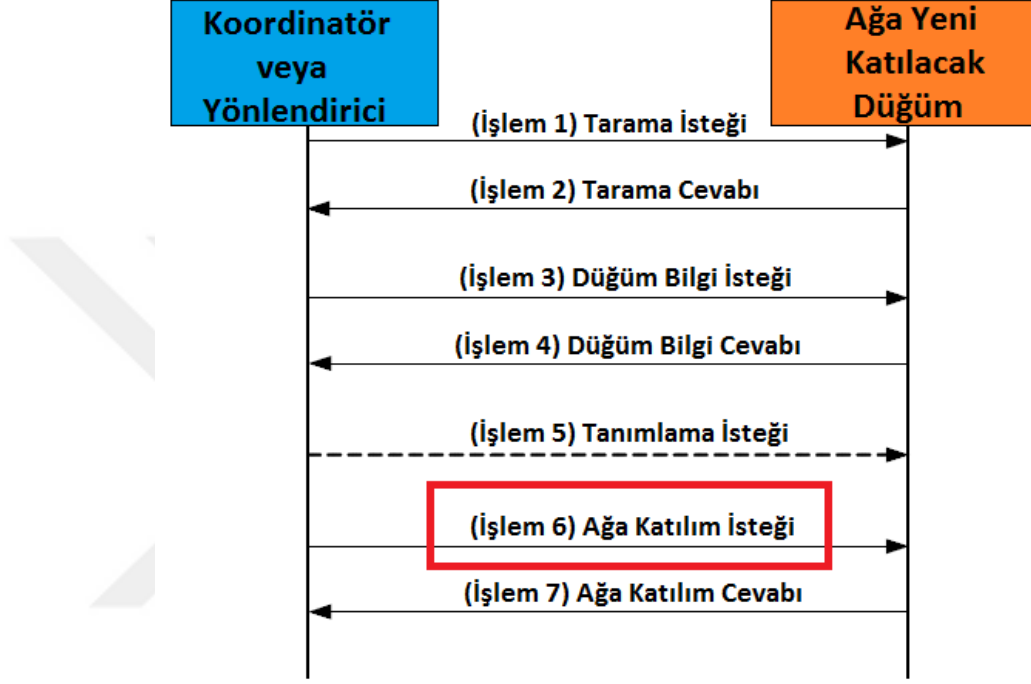 Koordinatör
veya
Yönlendirici
Ağa Yeni
Katılacak
Düğüm
(İşlem 1) Tarama İsteği
(İşlem 2) Tarama Cevabı
(İşlem 3) Düğüm Bilgi İsteği
(İşlem 4) Düğüm Bilgi Cevabı
(İşlem 5) Tanımlama İsteği
(İşlem 6) Ağa Katılım İsteği
(İşlem 7) Ağa Katılım Cevabı